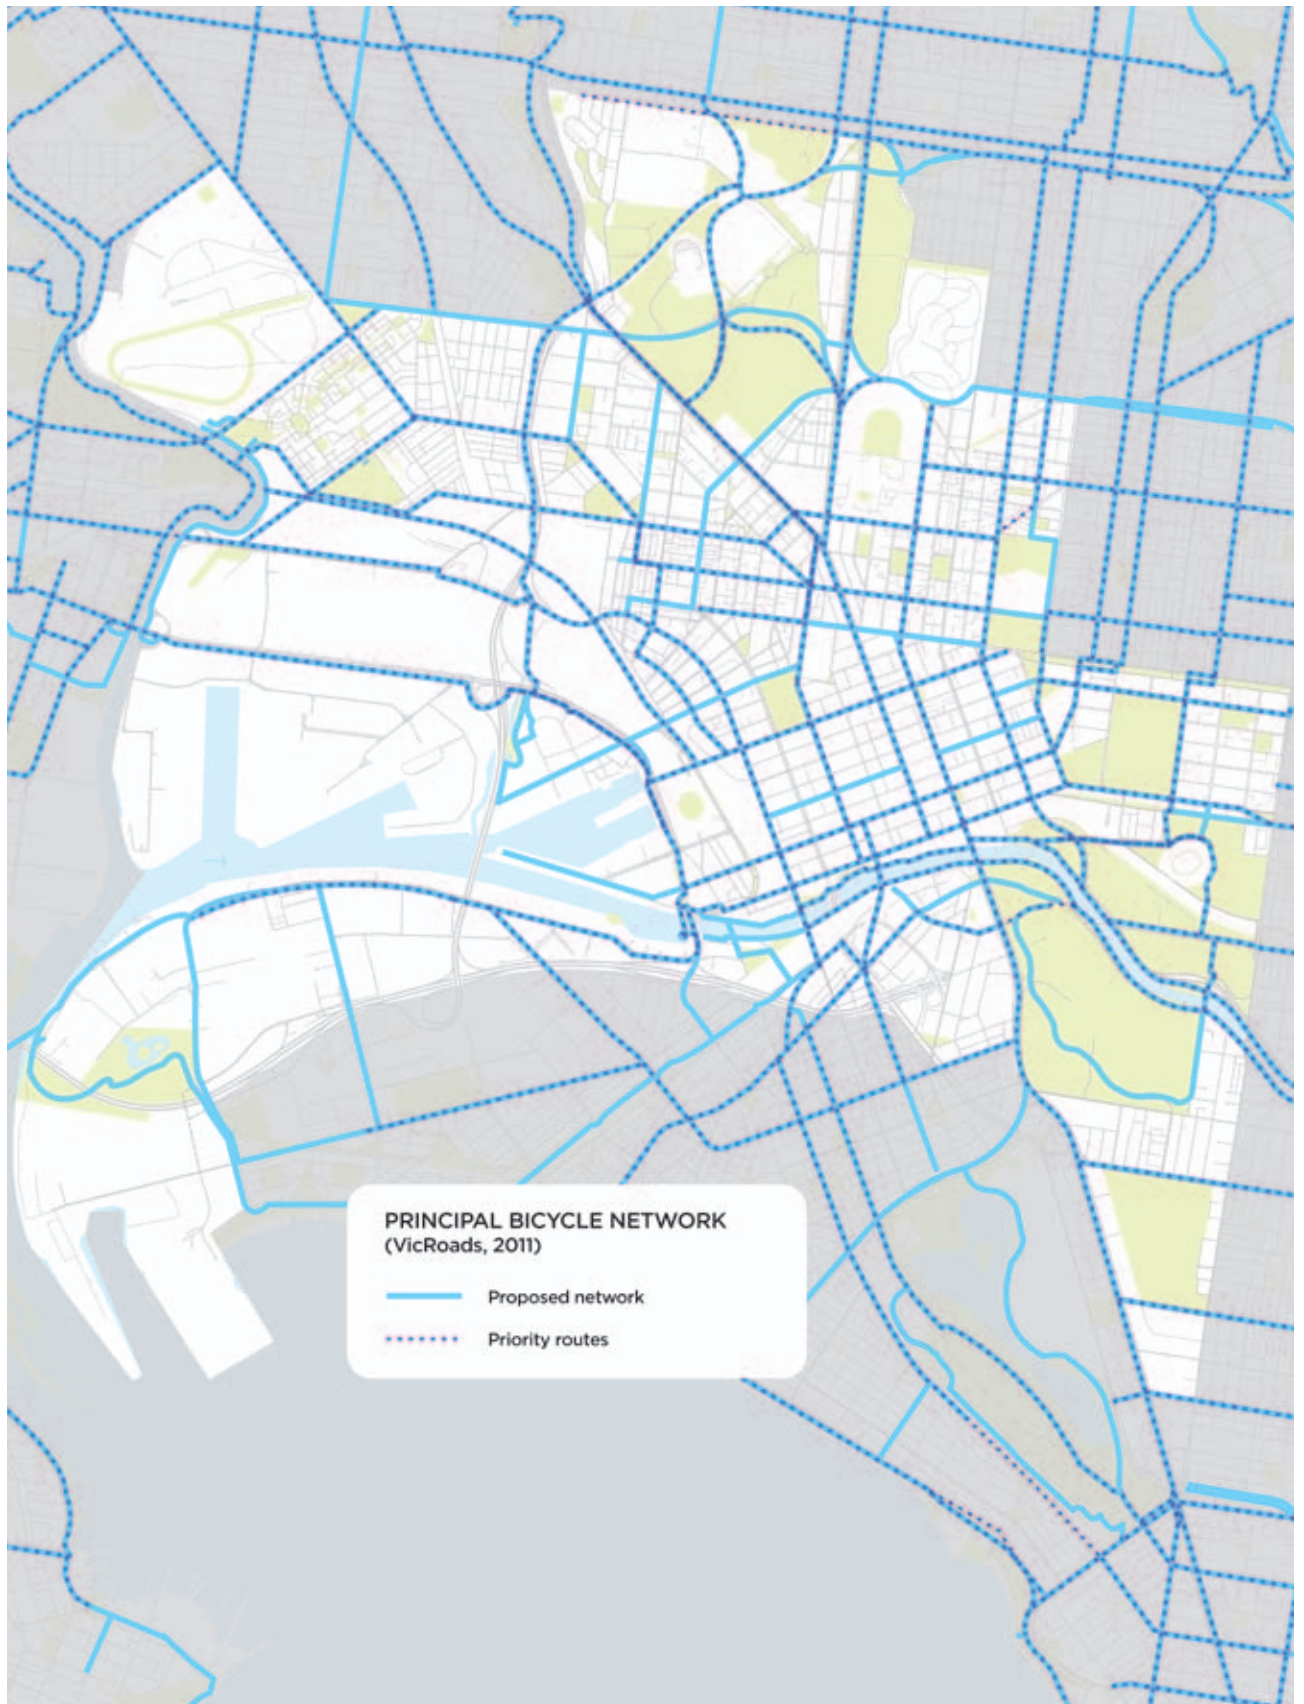 PRINCIPAL BICYCLE NETWORK
(VicRoads, 2011)
Proposed network
Priority routes